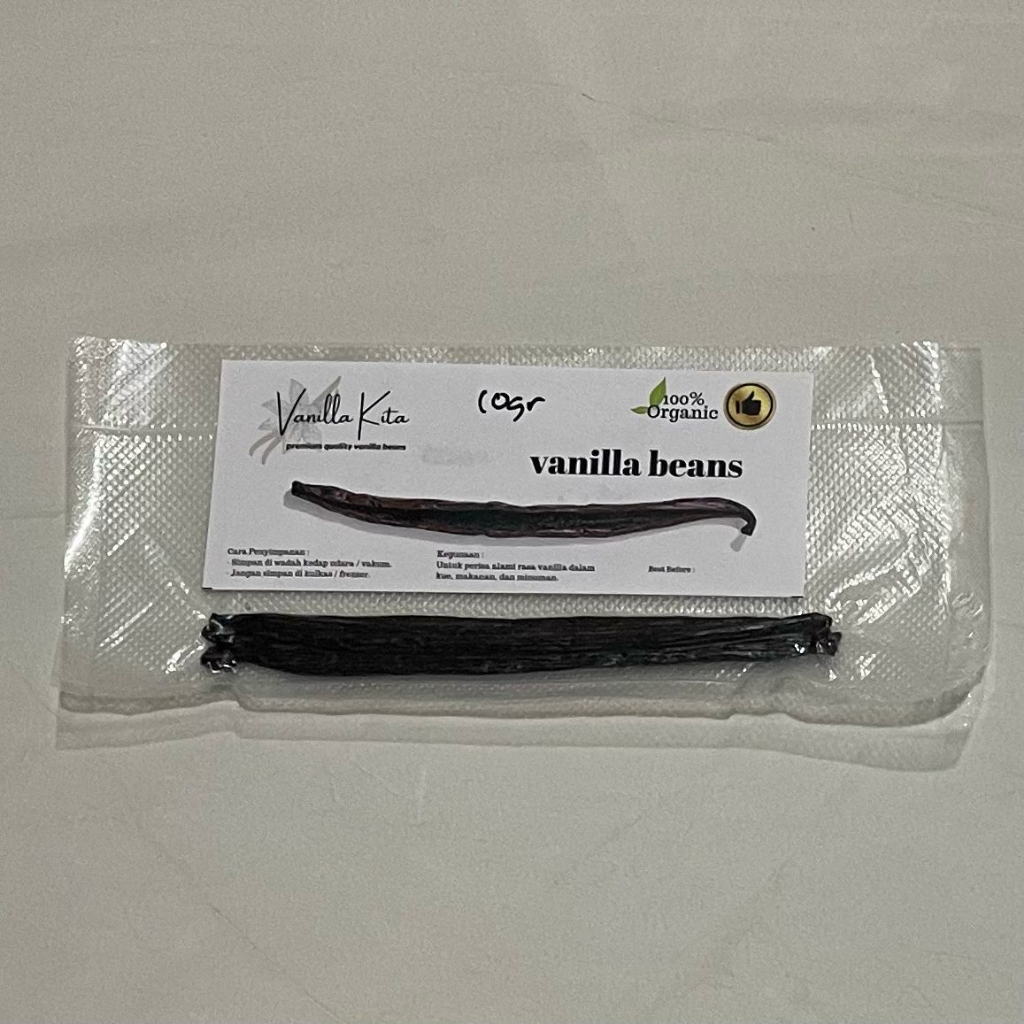 Vanilla Kita
premium quality vanilla beans
10gr
100%
Organic
vanilla beans
Cara Penyimpanan :
- Simpan di wadah kedap udara / vakum.
- Jangan simpan di kulkas / freezer.
Kegunaan :
Untuk perisa alami rasa vanilla dalam
kue, makanan, dan minuman.
Best Before :